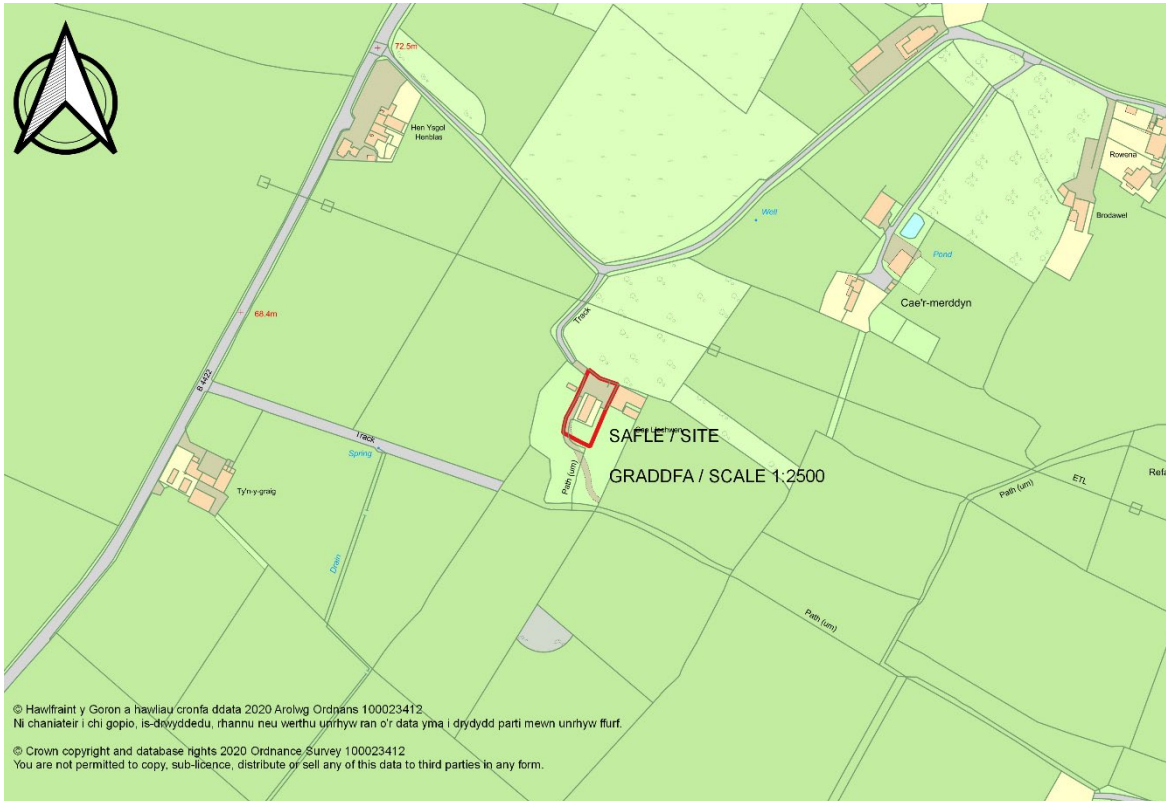 72.5m
Hen Ysgol
Henblas
Rowena
Brodawel
Well
Pond
Cae'r-merddyn
Track
68.4m
B 4422
SAFLE / SITE
GRADDFA / SCALE 1:2500
Track
Spring
Path (um)
Ty'n-y-graig
ETL
Path (um)
Drain
Path (um)
© Hawlfraint y Goron a hawliau cronfa ddata 2020 Arolwg Ordnans 100023412
Ni chaniateir i chi gopio, is-drwyddedu, rhannu neu werthu unrhyw ran o'r data yma i drydydd parti mewn unrhyw ffurf.
© Crown copyright and database rights 2020 Ordnance Survey 100023412
You are not permitted to copy, sub-licence, distribute or sell any of this data to third parties in any form.